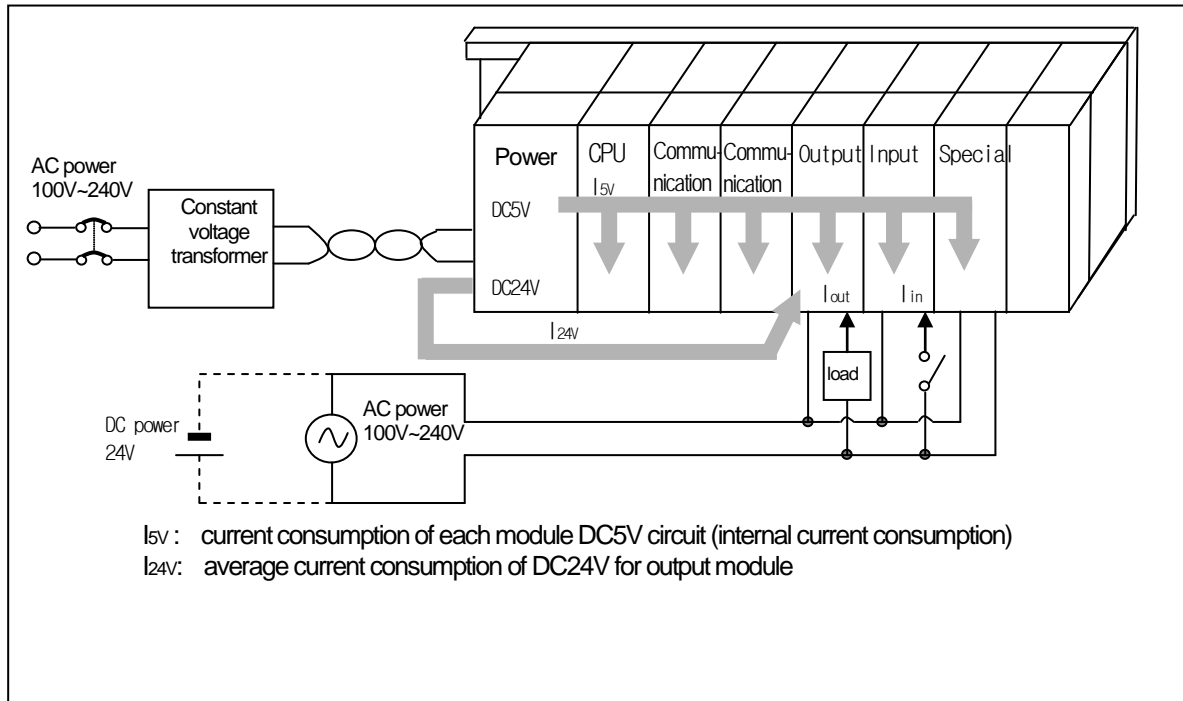 Power
CPU
Commu-
nication
Commu-
nication
Output
Input
Special
AC power
100V~240V
Constant
voltage
transformer
I5V
DC5V
DC24V
Iout
Iin
I24V
load
DC power
24V
AC power
100V~240V
I5V : current consumption of each module DC5V circuit (internal current consumption)
I24V: average current consumption of DC24V for output module